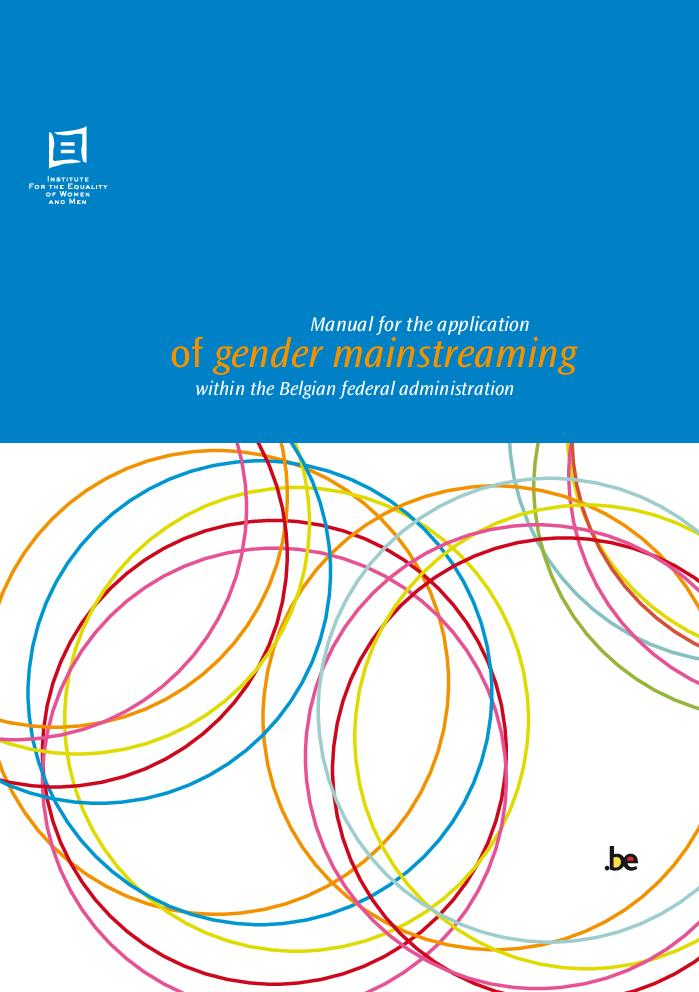 INSTITUTE
FOR THE EQUALITY
OF WOMEN
AND MEN
Manual for the application
of gender mainstreaming
within the Belgian federal administration
.be